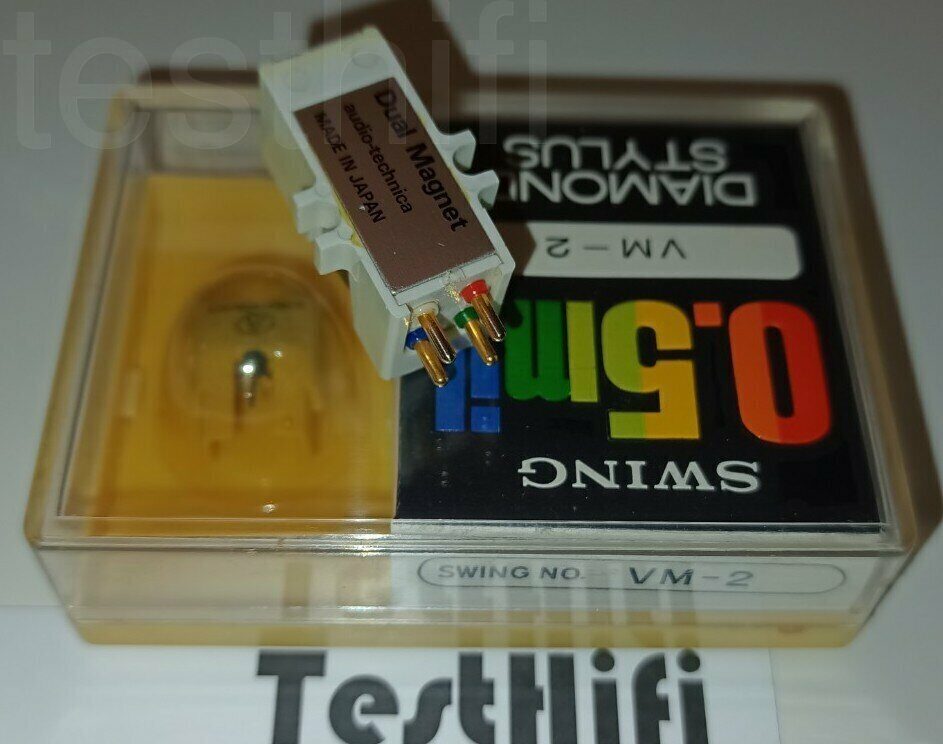 testhifi
Dual Magnet
audio-technica
MADE IN JAPAN
DIAMOND
STYLUS
VM-2
0.5mil
SWING
SWING NO. VM-2
TestHifi